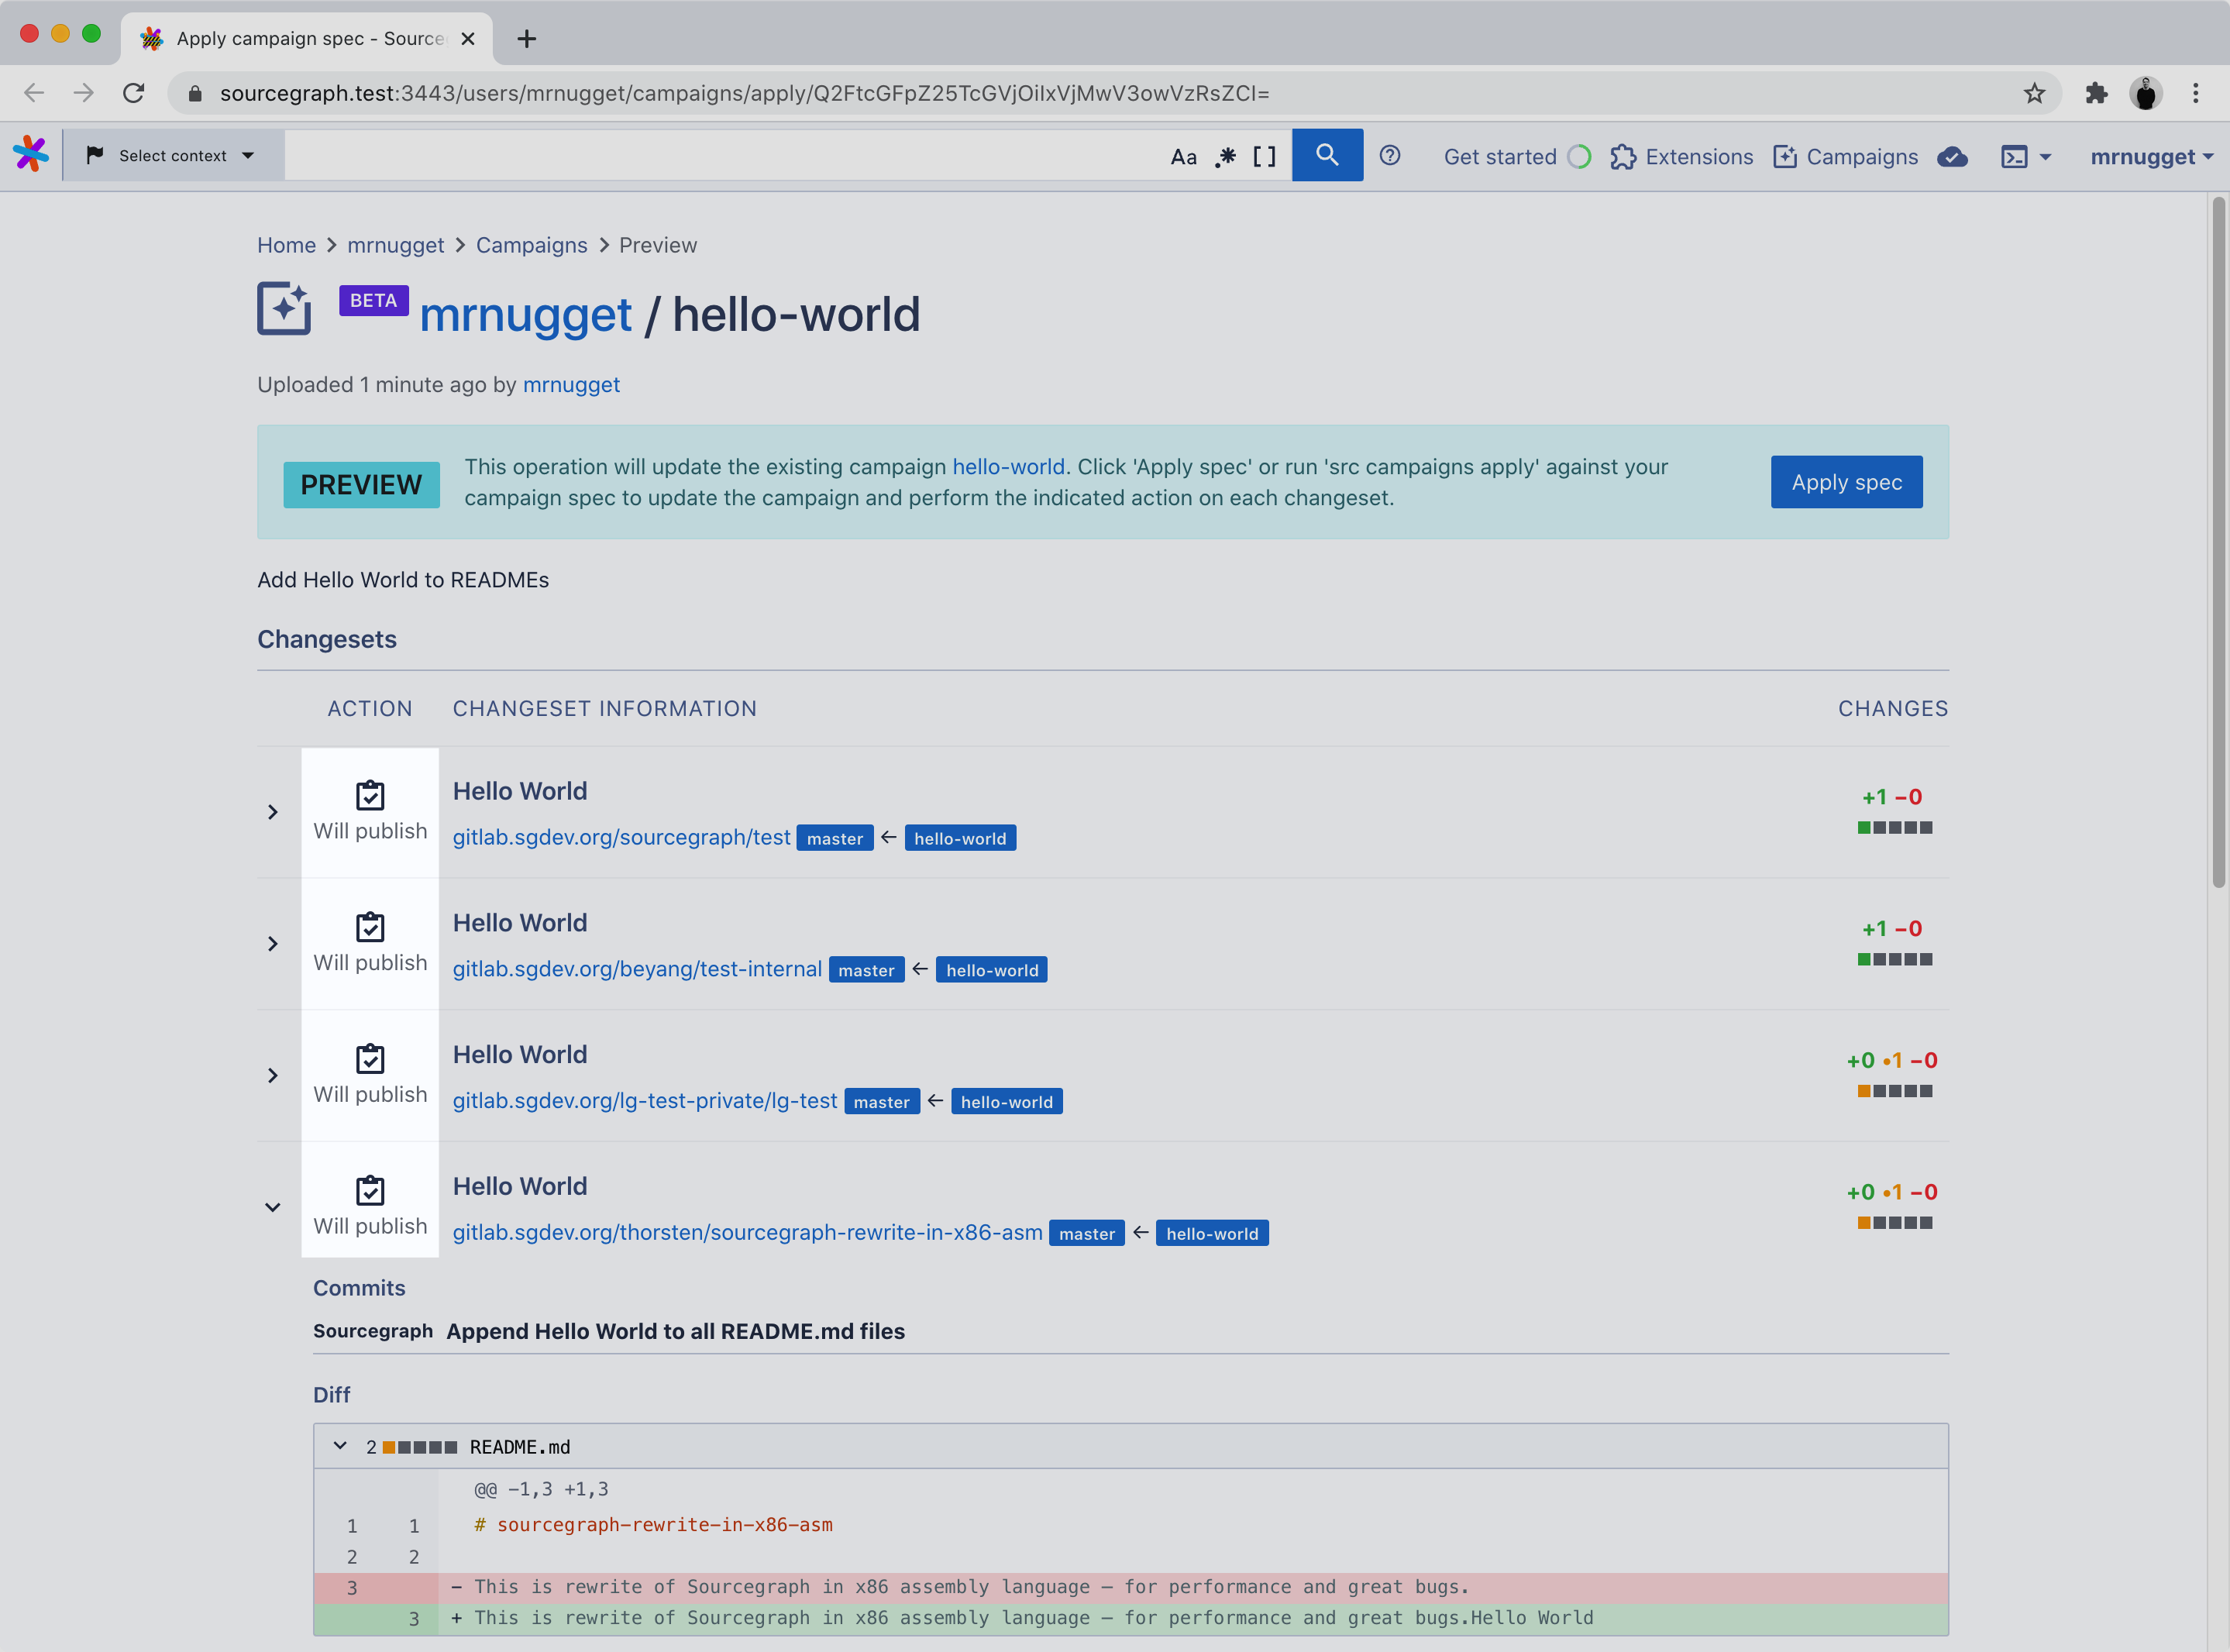 Apply campaign spec - Source
sourcegraph.test:3443/users/mrnugget/campaigns/apply/Q2FtcGFpZ25TcGVjOiIxVjMwV3owVzRsZCI=
Select context
Aa .* [ ]
Get started Extensions Campaigns mrnugget
Home > mrnugget > Campaigns > Preview
BETA mrnugget / hello-world
Uploaded 1 minute ago by mrnugget
PREVIEW
This operation will update the existing campaign hello-world. Click 'Apply spec' or run 'src campaigns apply' against your
campaign spec to update the campaign and perform the indicated action on each changeset.
Apply spec
Add Hello World to READMEs
Changesets
ACTION CHANGESET INFORMATION CHANGES
Will publish
Hello World
gitlab.sgdev.org/sourcegraph/test master ← hello-world
+1 −0
Will publish
Hello World
gitlab.sgdev.org/beyang/test-internal master ← hello-world
+1 −0
Will publish
Hello World
gitlab.sgdev.org/lg-test-private/lg-test master ← hello-world
+0 •1 −0
Will publish
Hello World
gitlab.sgdev.org/thorsten/sourcegraph-rewrite-in-x86-asm master ← hello-world
+0 •1 −0
Commits
Sourcegraph Append Hello World to all README.md files
Diff
2 README.md
@@ −1,3 +1,3
1 1 # sourcegraph-rewrite-in-x86-asm
2 2
3 − This is rewrite of Sourcegraph in x86 assembly language — for performance and great bugs.
3 + This is rewrite of Sourcegraph in x86 assembly language — for performance and great bugs.Hello World